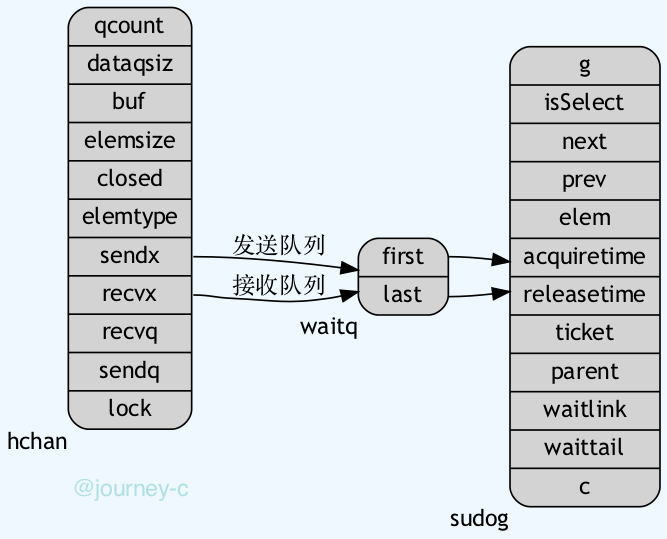 qcount
dataqsiz
buf
elemsize
closed
elemtype
sendx
recvx
recvq
sendq
lock
hchan
发送队列
接收队列
first
last
waitq
g
isSelect
next
prev
elem
acquiretime
releasetime
ticket
parent
waitlink
waittail
c
sudog
@journey-c